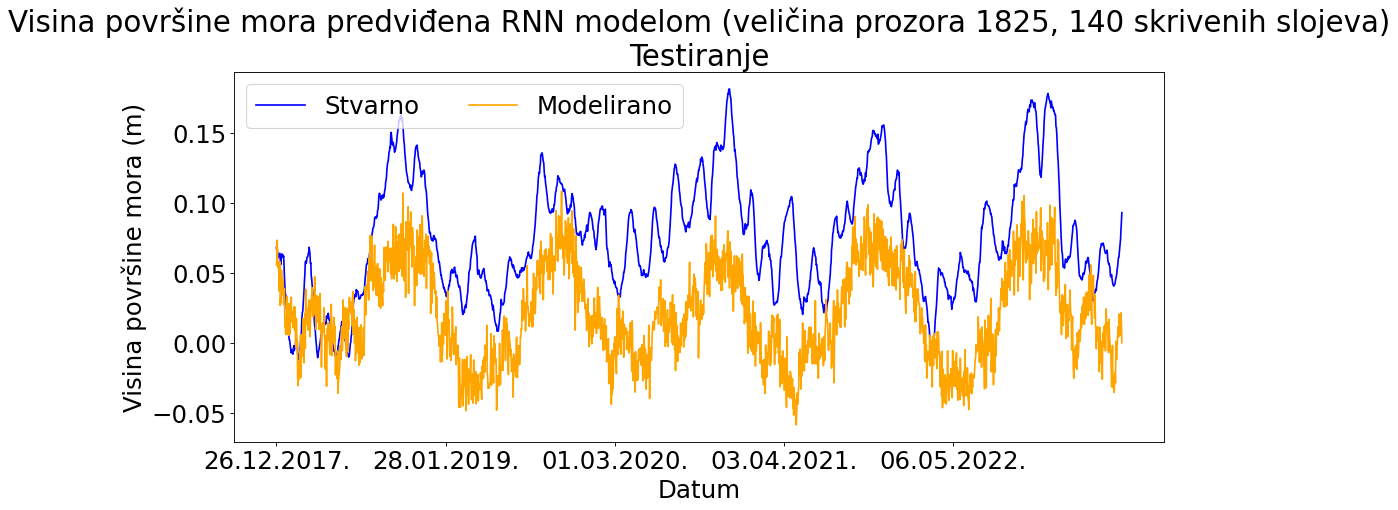 Visina površine mora predviđena RNN modelom (veličina prozora 1825, 140 skrivenih slojeva)
Testiranje
Stvarno
Modelirano
Visina površine mora (m)
0.15
0.10
0.05
0.00
−0.05
26.12.2017.
28.01.2019.
01.03.2020.
03.04.2021.
06.05.2022.
Datum